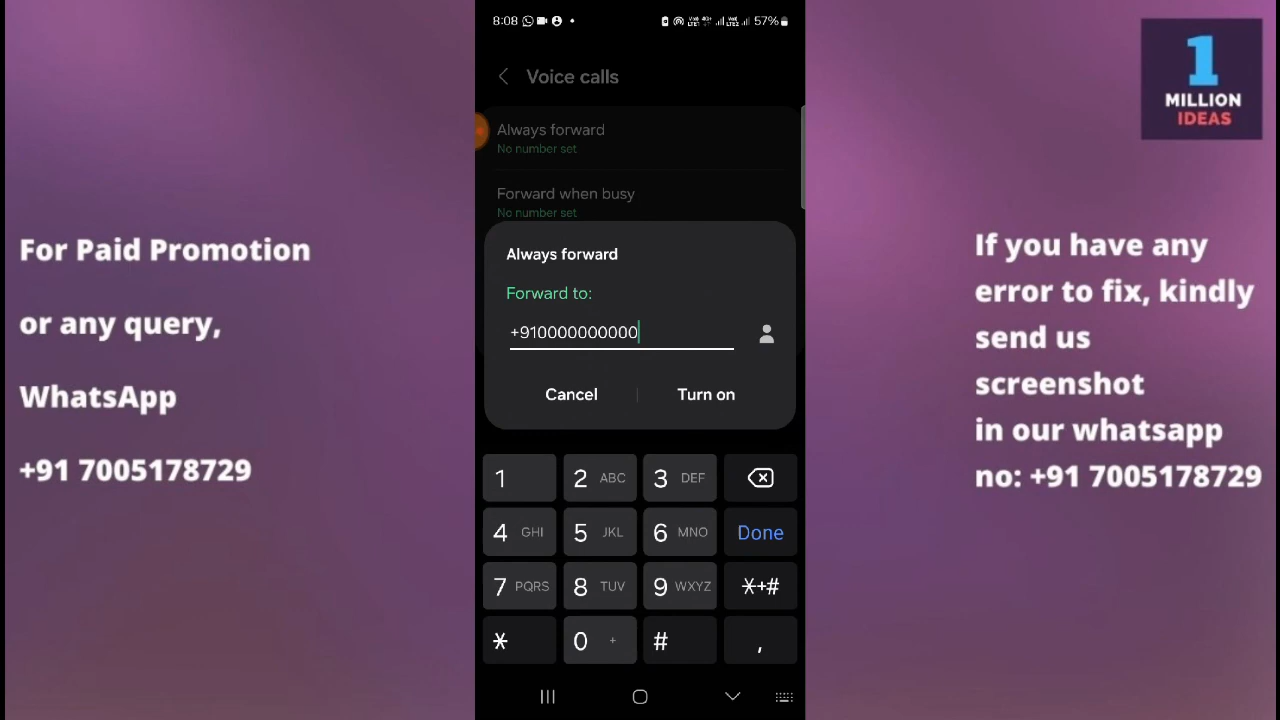 For Paid Promotion
or any query,
WhatsApp
+91 7005178729
8:08
57%
Voice calls
Always forward
No number set
Forward when busy
No number set
Always forward
Forward to:
+910000000000
Cancel
Turn on
1
2 ABC
3 DEF
4 GHI
5 JKL
6 MNO
Done
7 PQRS
8 TUV
9 WXYZ
*+#
*
0 +
#
,
1
MILLION
IDEAS
If you have any
error to fix, kindly
send us
screenshot
in our whatsapp
no: +91 7005178729